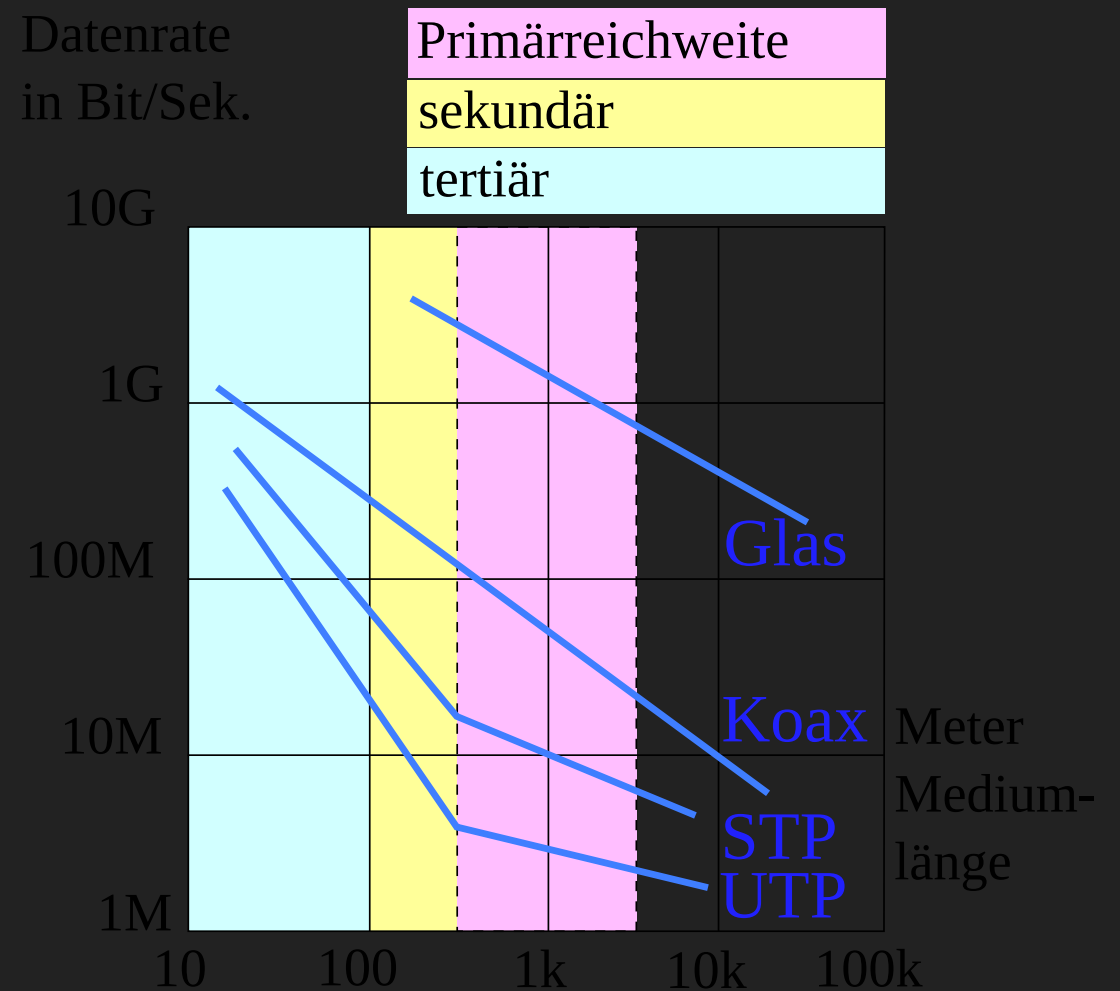 Datenrate
in Bit/Sek.
Primärreichweite
sekundär
tertiär
10G
1G
100M
10M
1M
Glas
Koax
STP
UTP
Meter
Medium-
länge
10
100
1k
10k
100k